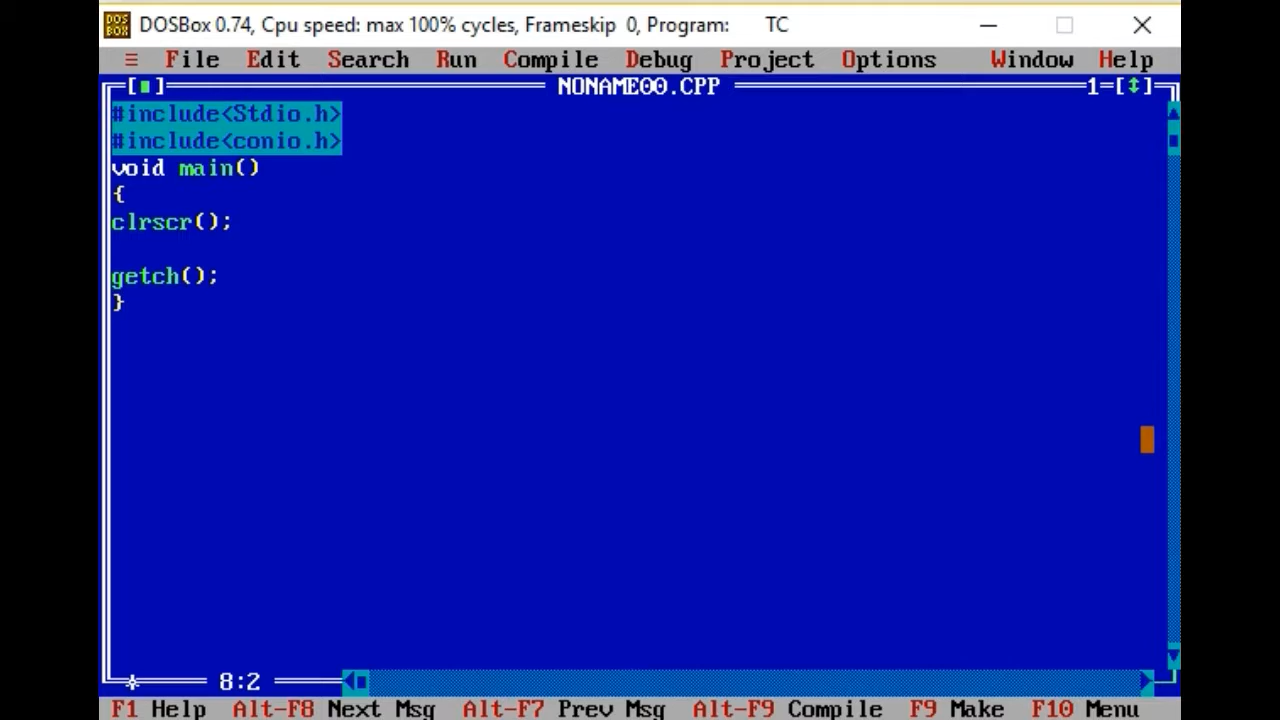 DOS BOX DOSBox 0.74, Cpu speed: max 100% cycles, Frameskip 0, Program: TC
≡ File Edit Search Run Compile Debug Project Options Window Help
[■] NONAME00.CPP 1=[↕]
#include<Stdio.h>
#include<conio.h>
void main()
{
clrscr();
getch();
}
8:2
F1 Help Alt-F8 Next Msg Alt-F7 Prev Msg Alt-F9 Compile F9 Make F10 Menu